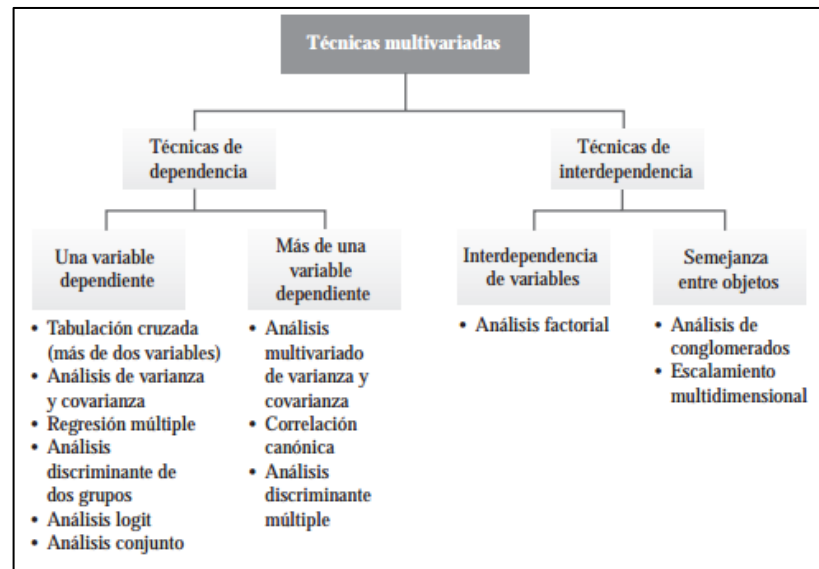 Técnicas multivariadas
Técnicas de
dependencia
Técnicas de
interdependencia
Una variable
dependiente
• Tabulación cruzada
(más de dos variables)
• Análisis de varianza
y covarianza
• Regresión múltiple
• Análisis
discriminante de
dos grupos
• Análisis logit
• Análisis conjunto
Más de una
variable
dependiente
• Análisis
multivariado
de varianza y
covarianza
• Correlación
canónica
• Análisis
discriminante
múltiple
Interdependencia
de variables
• Análisis factorial
Semejanza
entre objetos
• Análisis de
conglomerados
• Escalamiento
multidimensional